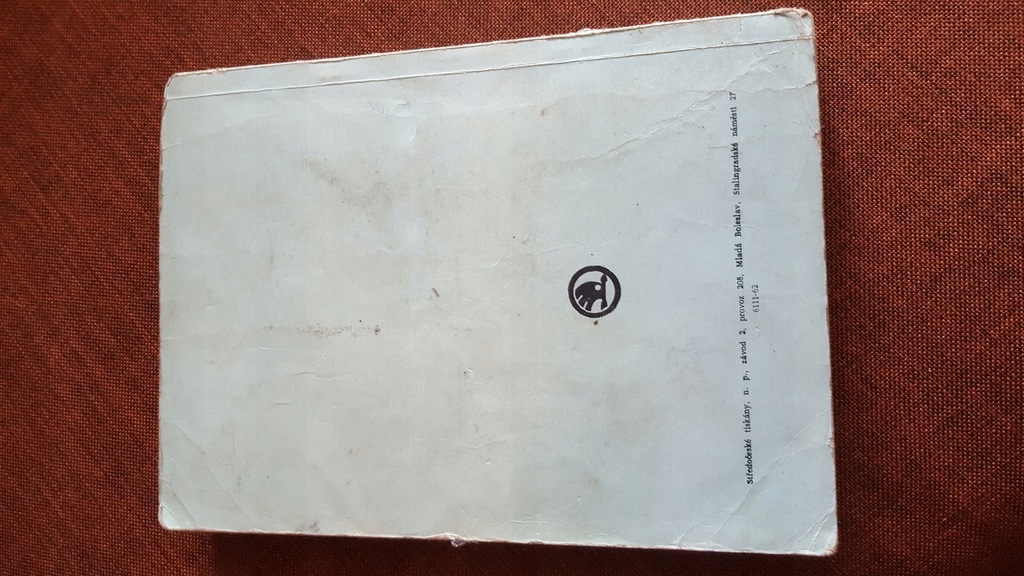 Středočeské tiskárny, n. p., závod 2, provoz 208, Mladá Boleslav, Stalingradské náměstí 27
6111-62